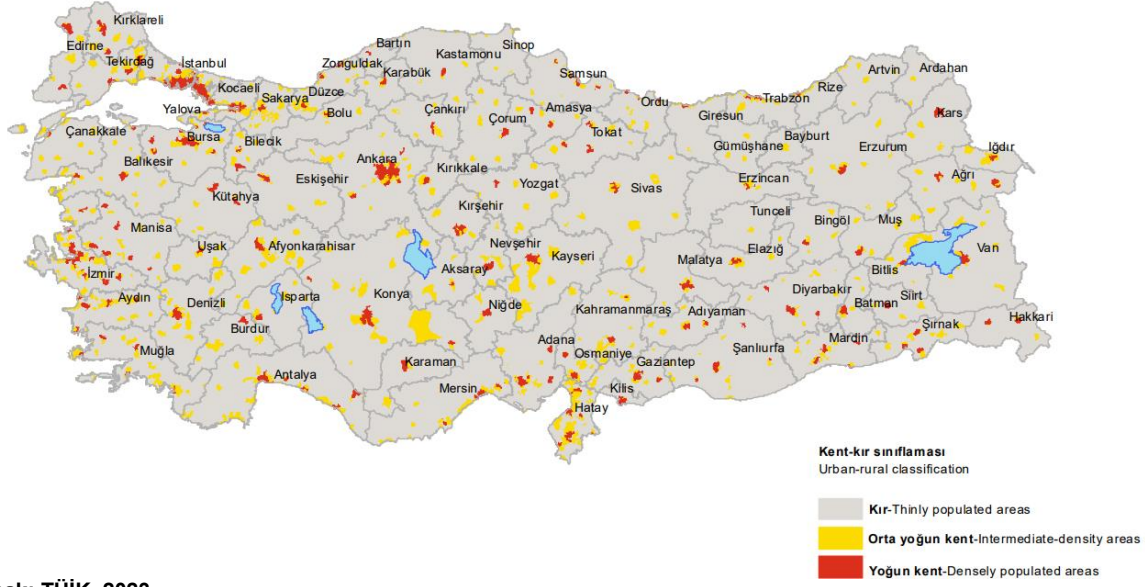 Kırklareli
Edirne
Tekirdağ
İstanbul
Kocaeli
Yalova
Sakarya
Düzce
Bolu
Zonguldak
Bartın
Karabük
Kastamonu
Sinop
Samsun
Çankırı
Çorum
Amasya
Tokat
Ordu
Giresun
Trabzon
Rize
Artvin
Ardahan
Kars
Gümüşhane
Bayburt
Erzurum
Iğdır
Ağrı
Çanakkale
Bursa
Bilecik
Balıkesir
Eskişehir
Ankara
Kırıkkale
Kütahya
Kırşehir
Yozgat
Sivas
Erzincan
Tunceli
Bingöl
Muş
Manisa
Uşak
Afyonkarahisar
Nevşehir
Kayseri
Malatya
Elazığ
Van
Bitlis
İzmir
Aksaray
Aydın
Denizli
Isparta
Konya
Niğde
Kahramanmaraş
Adıyaman
Diyarbakır
Batman
Siirt
Şırnak
Hakkari
Burdur
Muğla
Antalya
Karaman
Mersin
Adana
Osmaniye
Gaziantep
Kilis
Hatay
Şanlıurfa
Mardin
Kent-kır sınıflaması
Urban-rural classification
Kır-Thinly populated areas
Orta yoğun kent-Intermediate-density areas
Yoğun kent-Densely populated areas